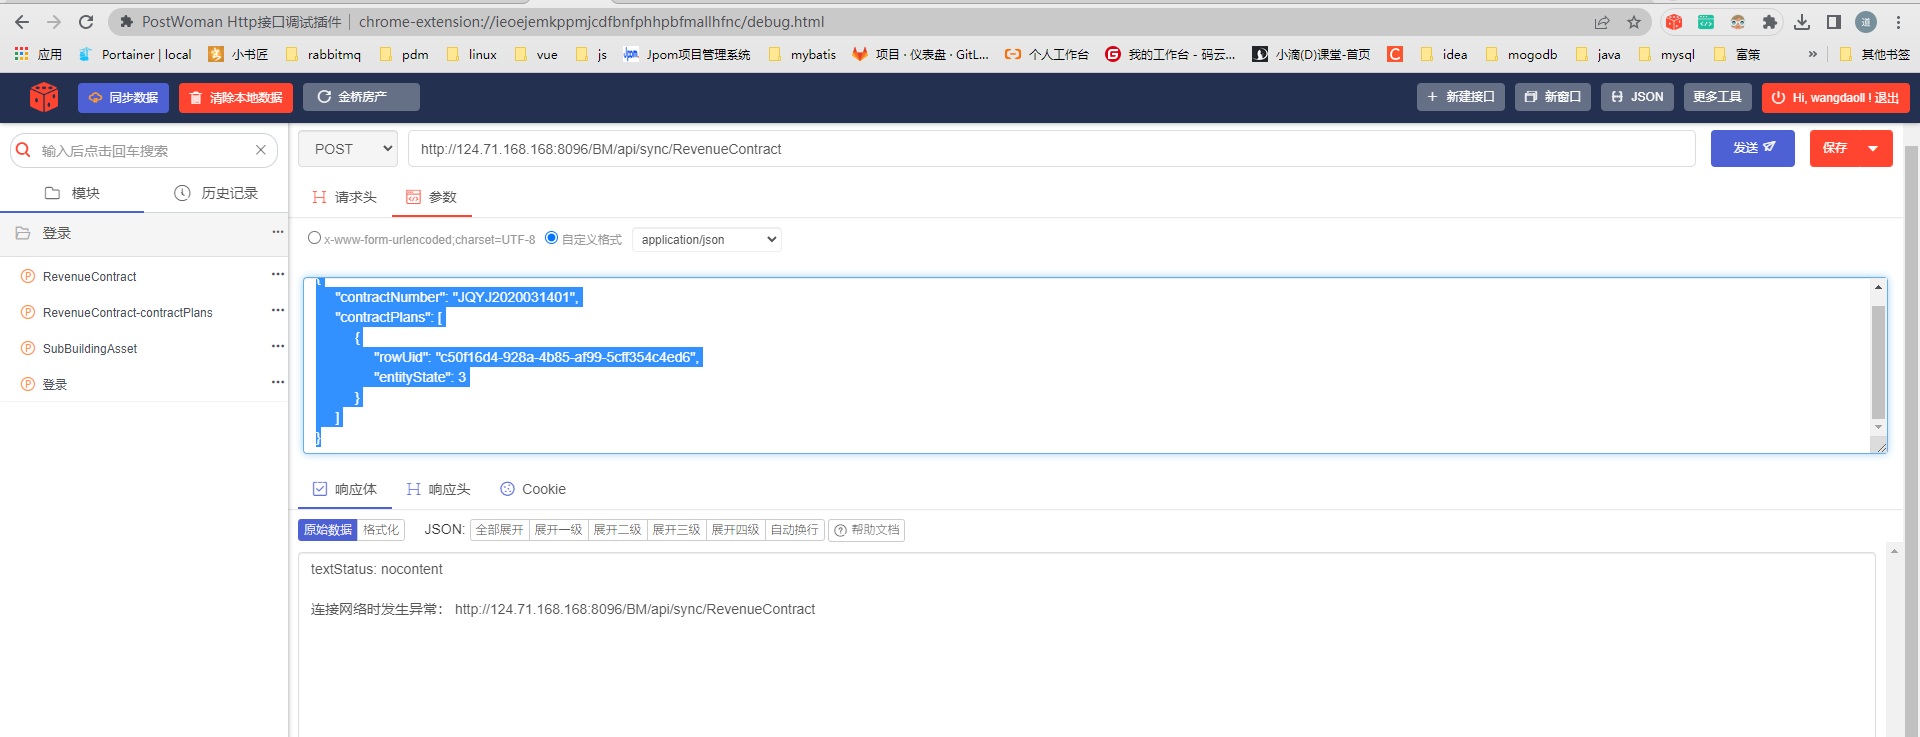 PostWoman Http接口调试插件 | chrome-extension://ieoejemkppmjcdfbnfphhpbfmallhfnc/debug.html
道
应用 Portainer | local 小书匠 rabbitmq pdm linux vue js Jpom项目管理系统 mybatis 项目 · 仪表盘 · GitL... 个人工作台 我的工作台 - 码云... 小滴(D)课堂-首页 idea mogodb java mysql 富策 » 其他书签
同步数据 清除本地数据 金桥房产 新建接口 新窗口 JSON 更多工具 Hi, wangdaoll ! 退出
输入后点击回车搜索
POST http://124.71.168.168:8096/BM/api/sync/RevenueContract 发送 保存
模块 历史记录
请求头 参数
登录
x-www-form-urlencoded;charset=UTF-8 自定义格式 application/json
RevenueContract
RevenueContract-contractPlans
SubBuildingAsset
登录
{
"contractNumber": "JQYJ2020031401",
"contractPlans": [
{
"rowUid": "c50f16d4-928a-4b85-af99-5cff354c4ed6",
"entityState": 3
}
]
}
响应体 响应头 Cookie
原始数据 格式化 JSON: 全部展开 展开一级 展开二级 展开三级 展开四级 自动换行 帮助文档
textStatus: nocontent
连接网络时发生异常： http://124.71.168.168:8096/BM/api/sync/RevenueContract